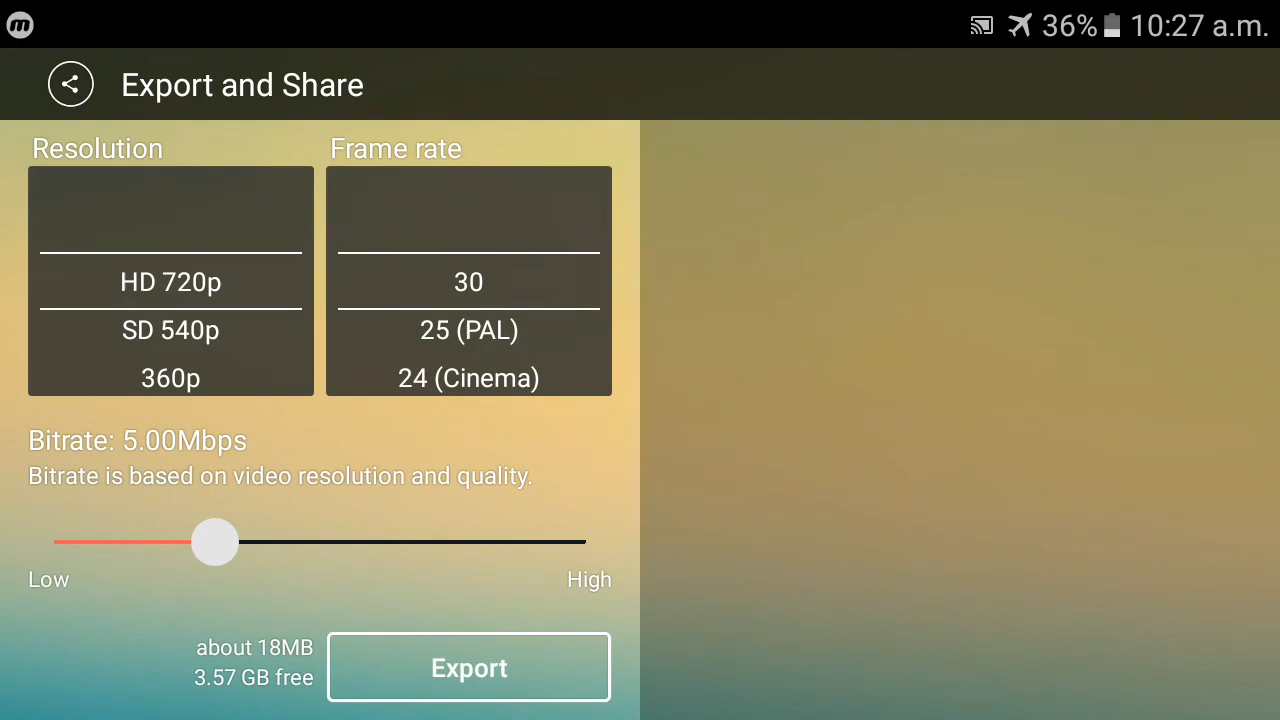 36% 10:27 a.m.
Export and Share
Resolution
Frame rate
HD 720p
SD 540p
360p
30
25 (PAL)
24 (Cinema)
Bitrate: 5.00Mbps
Bitrate is based on video resolution and quality.
Low
High
about 18MB
3.57 GB free
Export